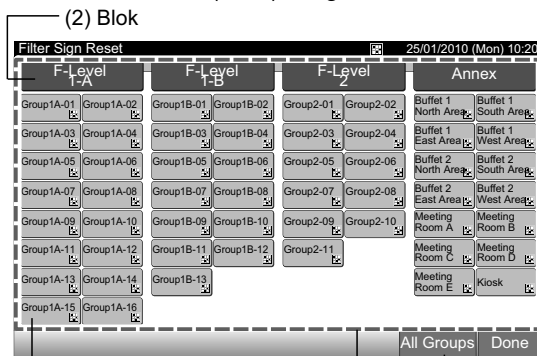 (2) Blok
Filter Sign Reset 25/01/2010 (Mon) 10:20
F-Level 1-A F-Level 1-B F-Level 2 Annex
Group1A-01 Group1A-02 Group1B-01 Group1B-02 Group2-01 Group2-02 Buffet 1 North Area Buffet 1 South Area
Group1A-03 Group1A-04 Group1B-03 Group1B-04 Group2-03 Group2-04 Buffet 1 East Area Buffet 1 West Area
Group1A-05 Group1A-06 Group1B-05 Group1B-06 Group2-05 Group2-06 Buffet 2 North Area Buffet 2 South Area
Group1A-07 Group1A-08 Group1B-07 Group1B-08 Group2-07 Group2-08 Buffet 2 East Area Buffet 2 West Area
Group1A-09 Group1A-10 Group1B-09 Group1B-10 Group2-09 Group2-10 Meeting Room A Meeting Room B
Group1A-11 Group1A-12 Group1B-11 Group1B-12 Group2-11 Meeting Room C Meeting Room D
Group1A-13 Group1A-14 Group1B-13 Meeting Room E Kiosk
Group1A-15 Group1A-16
All Groups Done